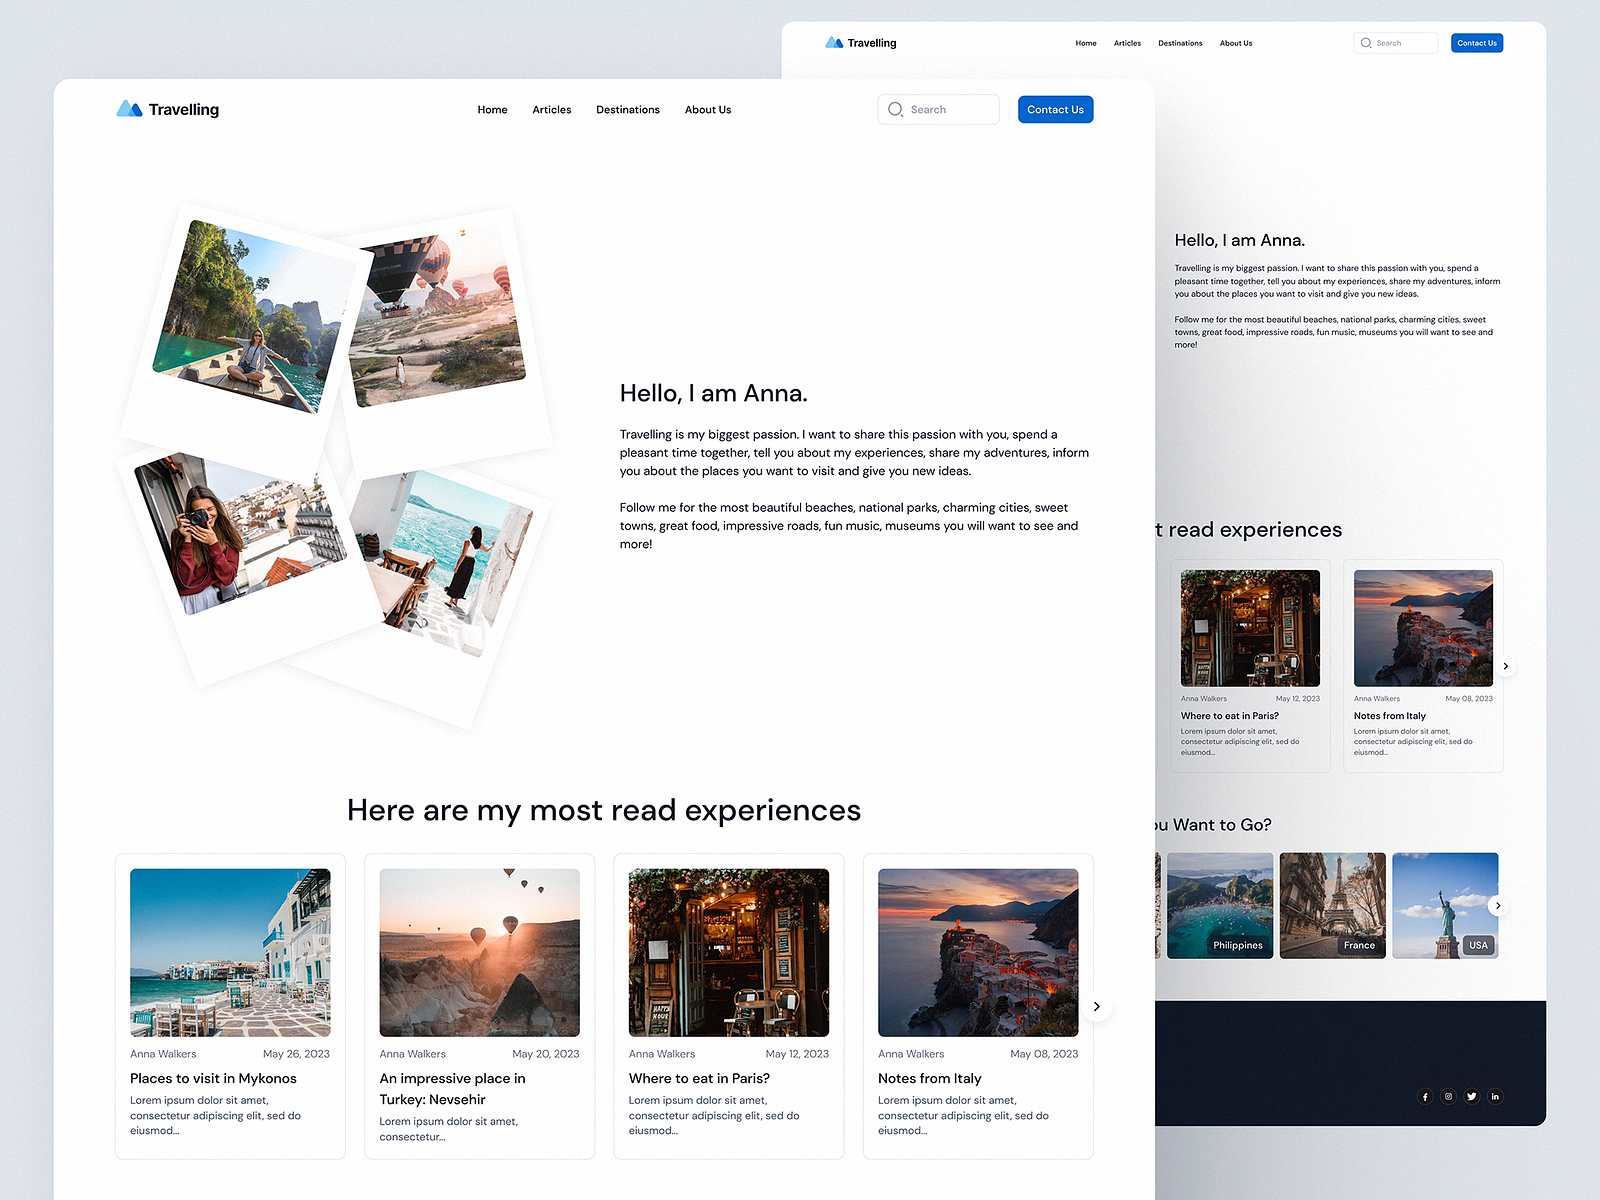 Travelling
Home
Articles
Destinations
About Us
Search
Contact Us
Travelling
Home
Articles
Destinations
About Us
Search
Contact Us
Hello, I am Anna.
Travelling is my biggest passion. I want to share this passion with you, spend a
pleasant time together, tell you about my experiences, share my adventures, inform
you about the places you want to visit and give you new ideas.
Follow me for the most beautiful beaches, national parks, charming cities, sweet
towns, great food, impressive roads, fun music, museums you will want to see and
more!
Here are my most read experiences
Anna Walkers
May 26, 2023
Places to visit in Mykonos
Lorem ipsum dolor sit amet,
consectetur adipiscing elit, sed do
eiusmod...
Anna Walkers
May 20, 2023
An impressive place in
Turkey: Nevsehir
Lorem ipsum dolor sit amet,
consectetur...
HAPPY
HOUR
Anna Walkers
May 12, 2023
Where to eat in Paris?
Lorem ipsum dolor sit amet,
consectetur adipiscing elit, sed do
eiusmod...
Anna Walkers
May 08, 2023
Notes from Italy
Lorem ipsum dolor sit amet,
consectetur adipiscing elit, sed do
eiusmod...
Hello, I am Anna.
Travelling is my biggest passion. I want to share this passion with you, spend a
pleasant time together, tell you about my experiences, share my adventures, inform
you about the places you want to visit and give you new ideas.
Follow me for the most beautiful beaches, national parks, charming cities, sweet
towns, great food, impressive roads, fun music, museums you will want to see and
more!
t read experiences
Anna Walkers
May 12, 2023
Where to eat in Paris?
Lorem ipsum dolor sit amet,
consectetur adipiscing elit, sed do
eiusmod...
Anna Walkers
May 08, 2023
Notes from Italy
Lorem ipsum dolor sit amet,
consectetur adipiscing elit, sed do
eiusmod...
ou Want to Go?
Philippines
France
USA